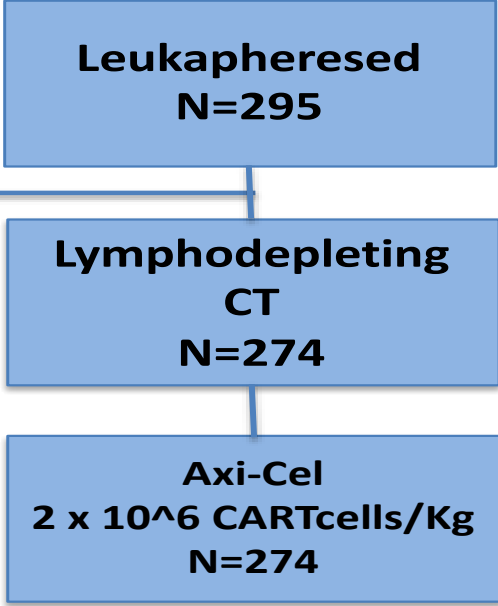 Leukapheresed
N=295
Lymphodepleting
CT
N=274
Axi-Cel
2 x 10^6 CARTcells/Kg
N=274